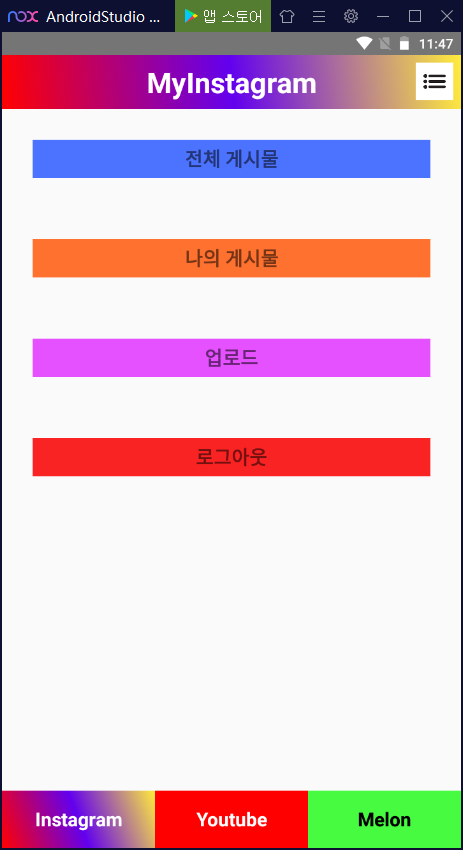 nox AndroidStudio ... 앱 스토어
11:47
MyInstagram
전체 게시물
나의 게시물
업로드
로그아웃
Instagram Youtube Melon